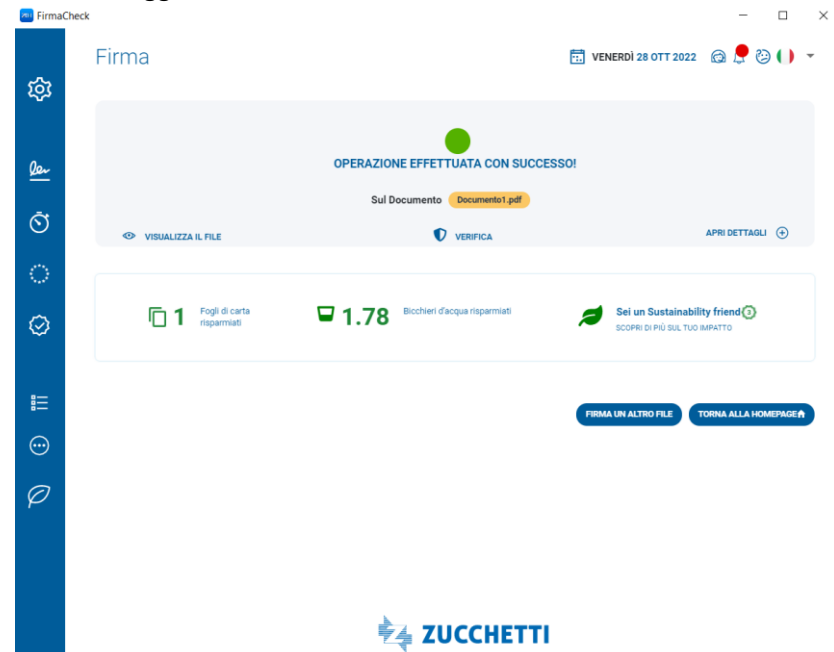 FirmaCheck
Firma
VENERDÌ 28 OTT 2022
OPERAZIONE EFFETTUATA CON SUCCESSO!
Sul Documento Documento1.pdf
VISUALIZZA IL FILE
VERIFICA
APRI DETTAGLI
1 Fogli di carta
risparmiati
1.78 Bicchieri d'acqua risparmiati
Sei un Sustainability friend 3
SCOPRI DI PIÙ SUL TUO IMPATTO
FIRMA UN ALTRO FILE
TORNA ALLA HOMEPAGE
ZUCCHETTI